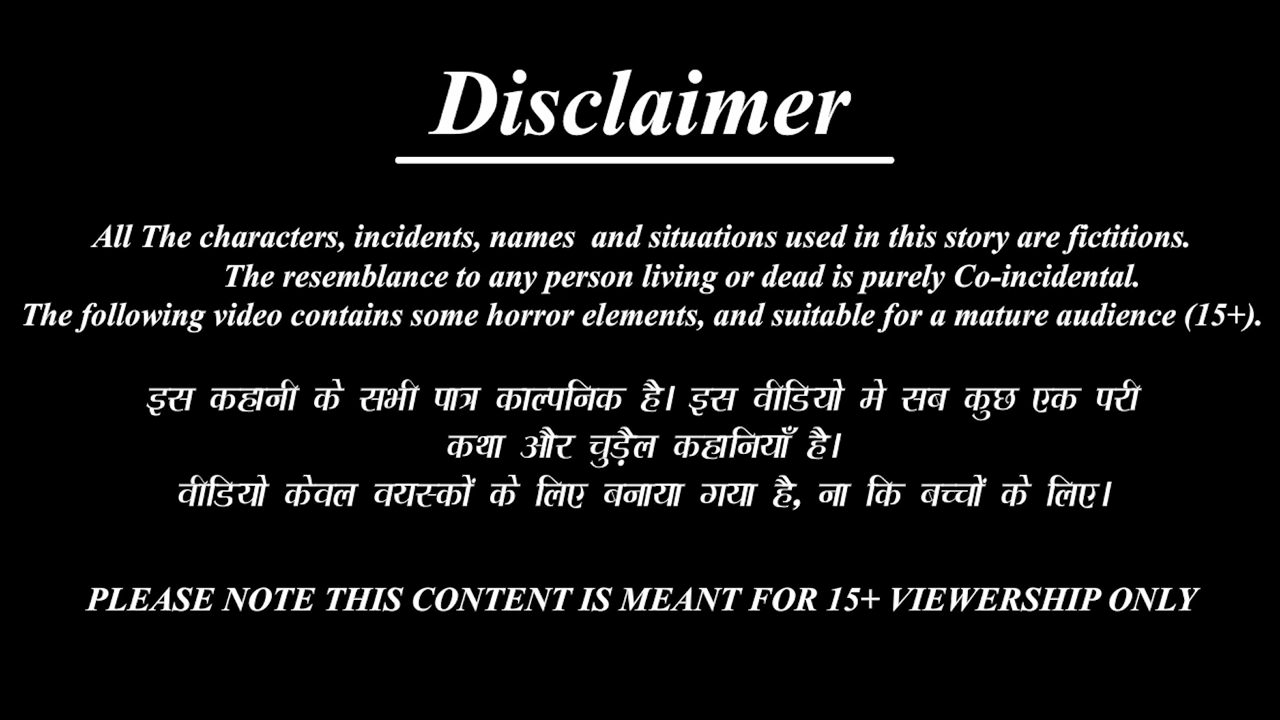 Disclaimer
All The characters, incidents, names and situations used in this story are fictitions.
The resemblance to any person living or dead is purely Co-incidental.
The following video contains some horror elements, and suitable for a mature audience (15+).
इस कहानी के सभी पात्र काल्पनिक है। इस वीडियो मे सब कुछ एक परी
कथा और चुड़ैल कहानियाँ है।
वीडियो केवल वयस्कों के लिए बनाया गया है, ना कि बच्चों के लिए।
PLEASE NOTE THIS CONTENT IS MEANT FOR 15+ VIEWERSHIP ONLY